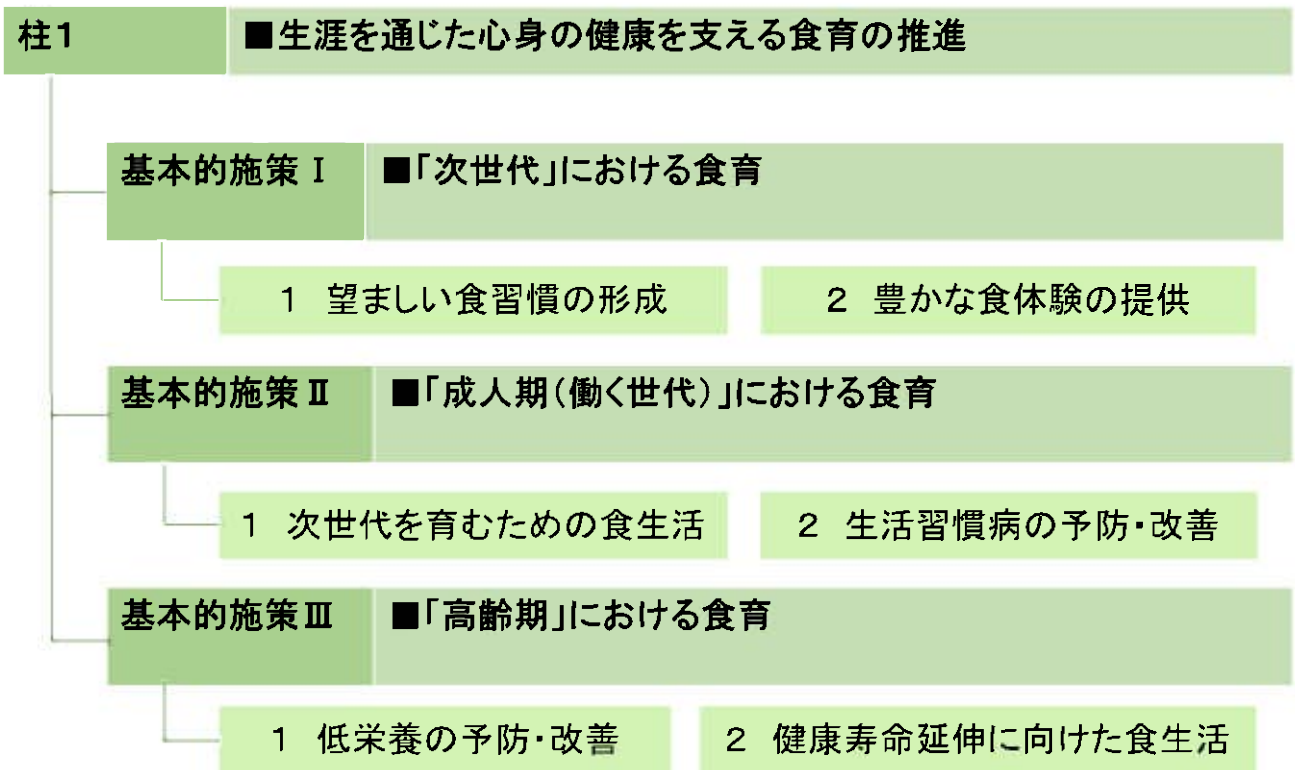 柱1 ■生涯を通じた心身の健康を支える食育の推進
基本的施策Ⅰ ■「次世代」における食育
1 望ましい食習慣の形成 2 豊かな食体験の提供
基本的施策Ⅱ ■「成人期(働く世代)」における食育
1 次世代を育むための食生活 2 生活習慣病の予防・改善
基本的施策Ⅲ ■「高齢期」における食育
1 低栄養の予防・改善 2 健康寿命延伸に向けた食生活